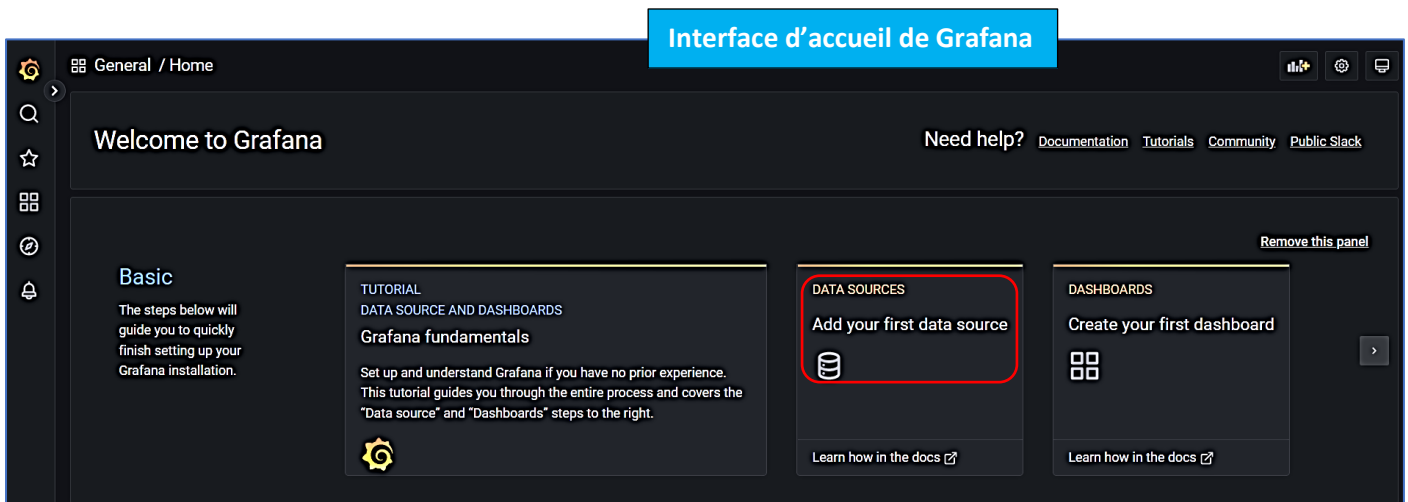 Interface d’accueil de Grafana
General / Home
Welcome to Grafana
Need help? Documentation Tutorials Community Public Slack
Remove this panel
Basic
The steps below will
guide you to quickly
finish setting up your
Grafana installation.
TUTORIAL
DATA SOURCE AND DASHBOARDS
Grafana fundamentals
Set up and understand Grafana if you have no prior experience.
This tutorial guides you through the entire process and covers the
“Data source” and “Dashboards” steps to the right.
DATA SOURCES
Add your first data source
Learn how in the docs
DASHBOARDS
Create your first dashboard
Learn how in the docs